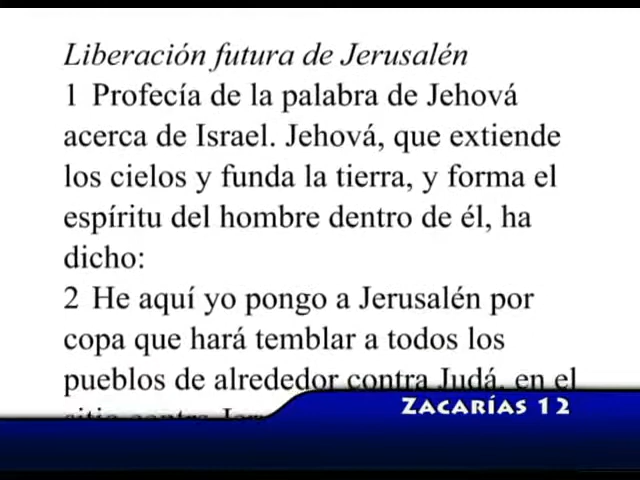 Liberación futura de Jerusalén
1 Profecía de la palabra de Jehová
acerca de Israel. Jehová, que extiende
los cielos y funda la tierra, y forma el
espíritu del hombre dentro de él, ha
dicho:
2 He aquí yo pongo a Jerusalén por
copa que hará temblar a todos los
pueblos de alrededor contra Judá, en el
ZACARÍAS 12